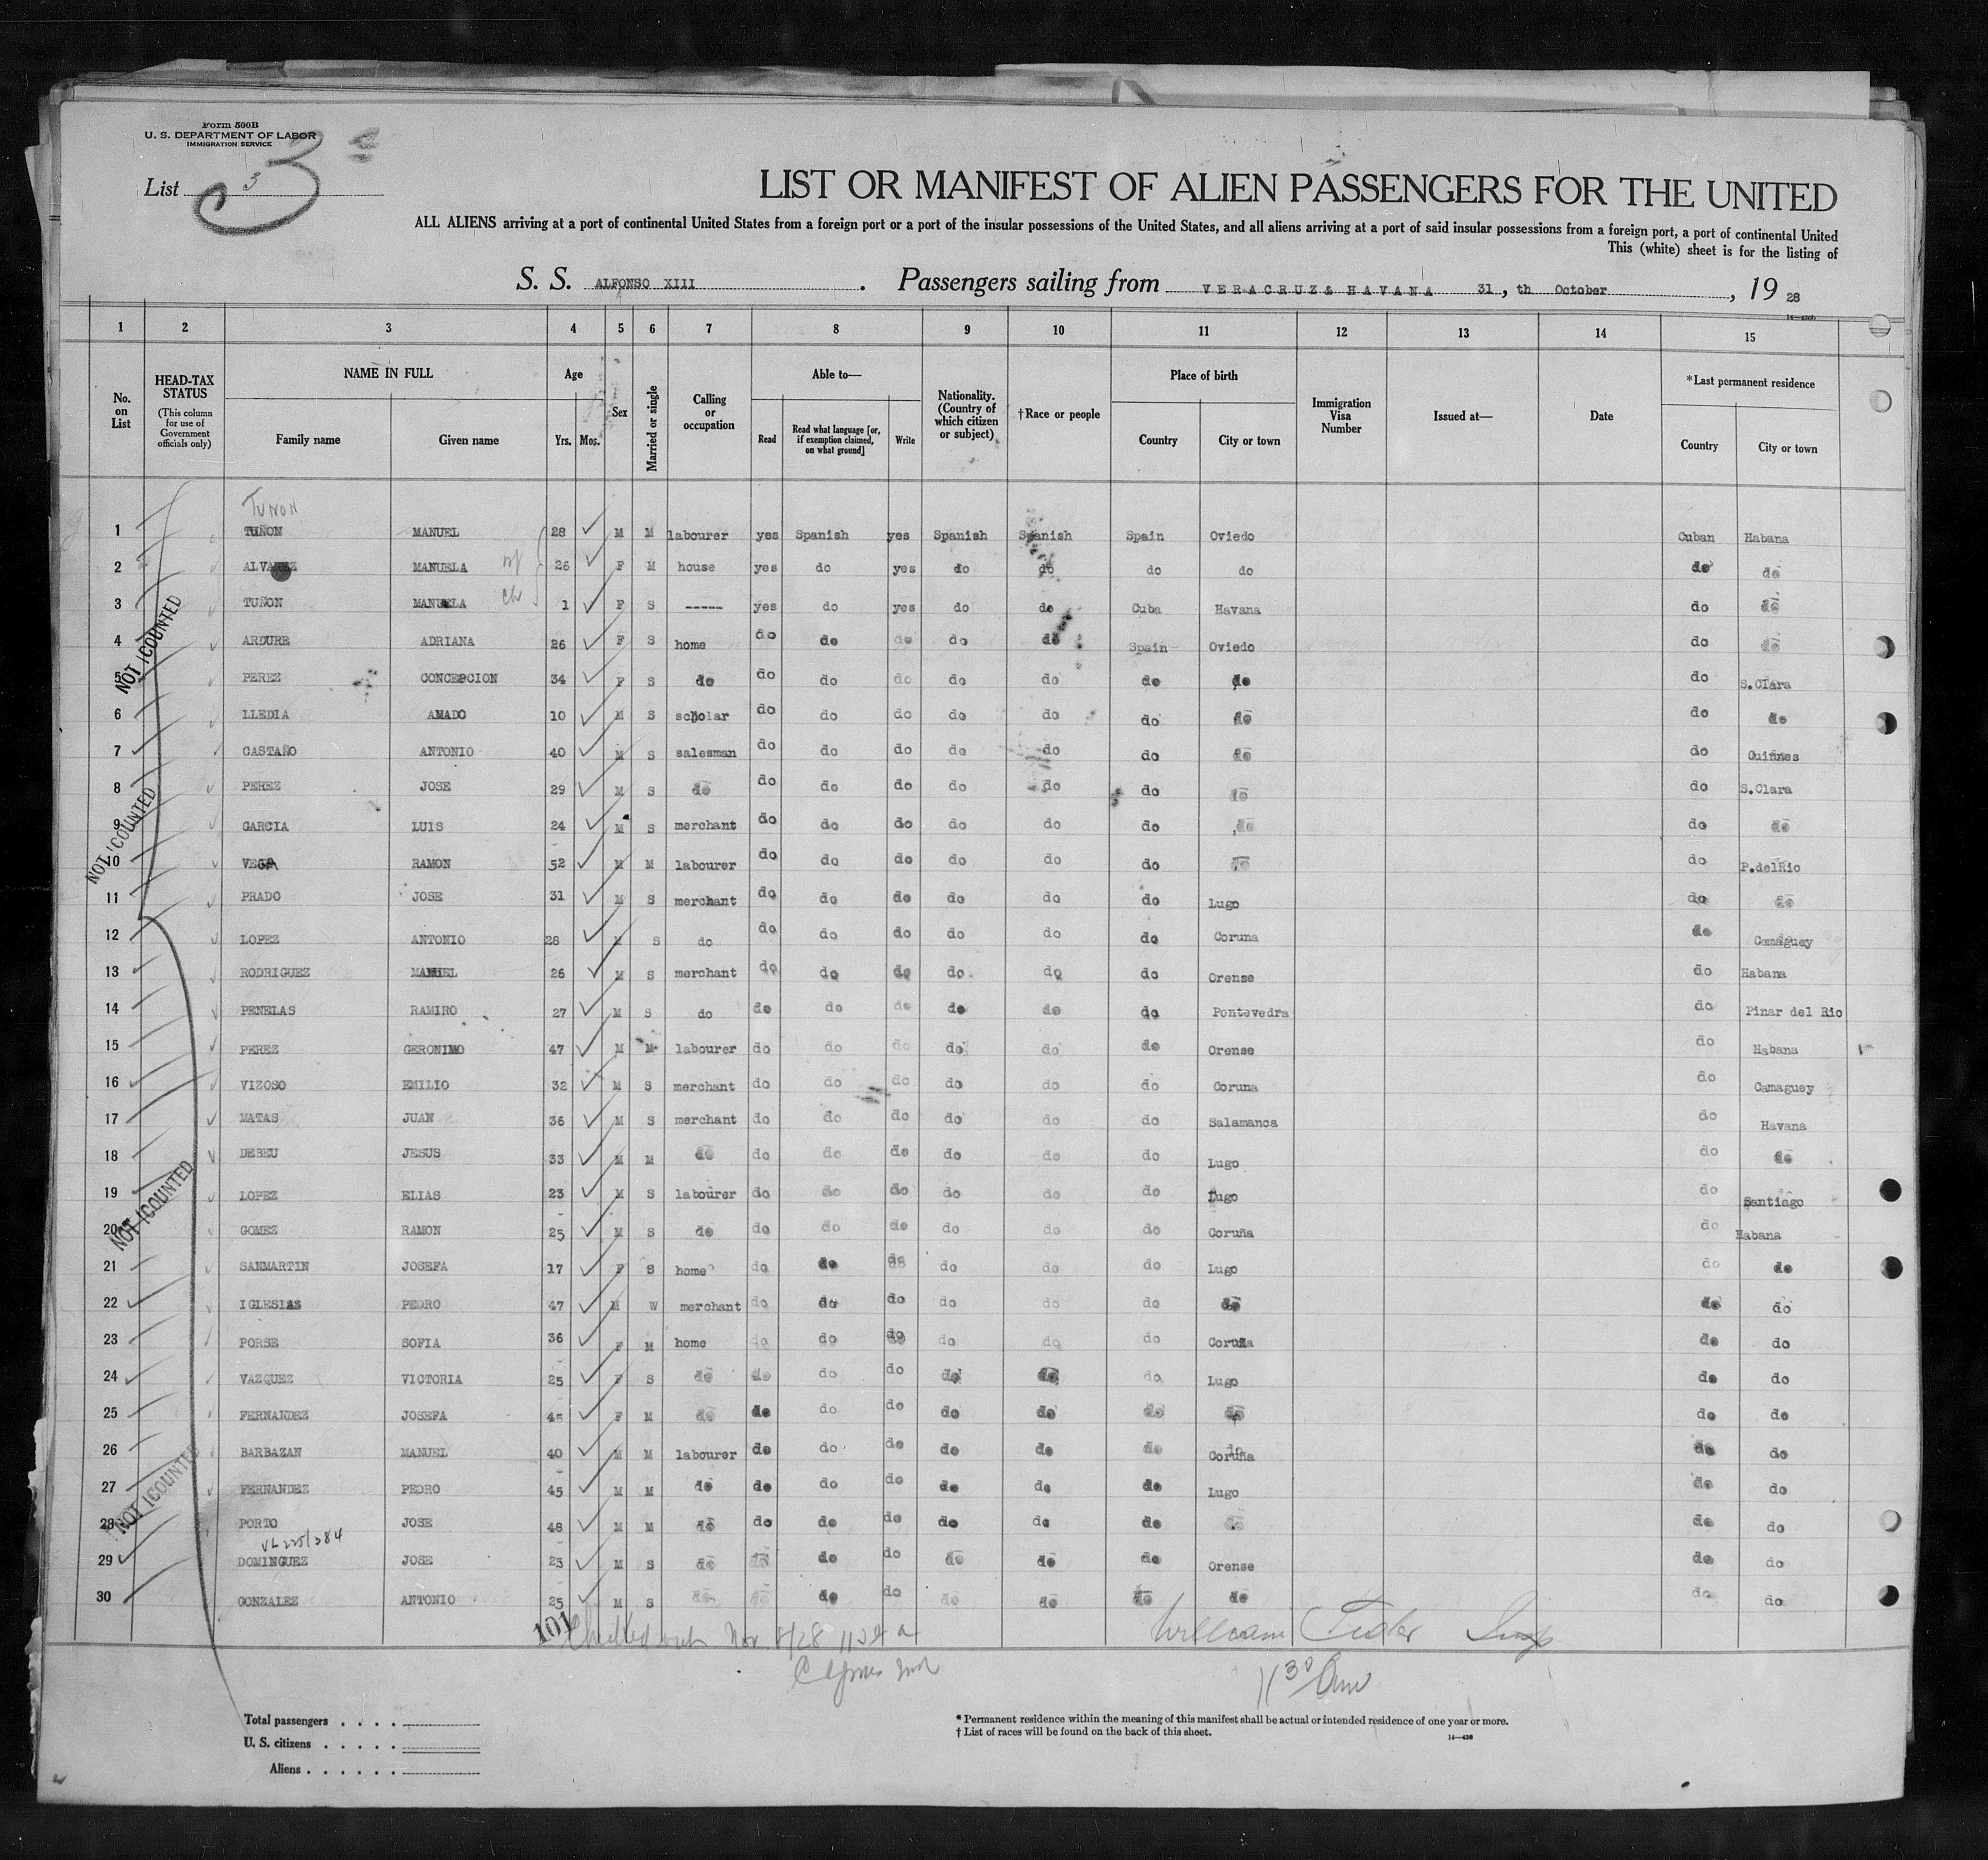 Form 500B
U. S. DEPARTMENT OF LABOR
IMMIGRATION SERVICE
3
List 3
LIST OR MANIFEST OF ALIEN PASSENGERS FOR THE UNITED
ALL ALIENS arriving at a port of continental United States from a foreign port or a port of the insular possessions of the United States, and all aliens arriving at a port of said insular possessions from a foreign port, a port of continental United
This (white) sheet is for the listing of
S. S. ALFONSO XIII . Passengers sailing from VERACRUZ & HAVANA 31, th October , 19 28
1 2 3 4 5 6 7 8 9 10 11 12 13 14 15
No. on List
HEAD-TAX STATUS (This column for use of Government officials only)
NAME IN FULL Family name Given name
Age Yrs. Mos.
Sex
Married or single
Calling or occupation
Able to— Read Read what language [or, if exemption claimed, on what ground] Write
Nationality. (Country of which citizen or subject)
†Race or people
Place of birth Country City or town
Immigration Visa Number
Issued at—
Date
*Last permanent residence Country City or town
TUNON
1 TUÑON MANUEL 28 M M labourer yes Spanish yes Spanish Spanish Spain Oviedo Cuban Habana
2 ALVAREZ MANUELA wf 26 F M house yes do yes do do do do do do
3 TUÑON MANUELA ch 1 F S ----- yes do yes do do Cuba Havana do do
4 ARDURE ADRIANA 26 F S home do do do do do Spain Oviedo do do
5 PEREZ CONCEPCION 34 F S do do do do do do do do do S.Clara
6 LLEDIA AMADO 10 M S scholar do do do do do do do do do
7 CASTAÑO ANTONIO 40 M S salesman do do do do do do do do Guinnes
8 PEREZ JOSE 29 M S do do do do do do do do do S.Clara
9 GARCIA LUIS 24 M S merchant do do do do do do do do do
10 VEGA RAMON 52 M M labourer do do do do do do do do P.delRio
11 PRADO JOSE 31 M S merchant do do do do do do Lugo do do
12 LOPEZ ANTONIO 28 M S do do do do do do do Coruna do Camaguey
13 RODRIGUEZ MANUEL 26 M S merchant do do do do do do Orense do Habana
14 PENELAS RAMIRO 27 M S do do do do do do do Pontevedra do Pinar del Rio
15 PEREZ GERONIMO 47 M M labourer do do do do do do Orense do Habana
16 VIZOSO EMILIO 32 M S merchant do do do do do do Coruna do Camaguey
17 MATAS JUAN 36 M S merchant do do do do do do Salamanca do Havana
18 DEBEU JESUS 33 M M do do do do do do do Lugo do do
19 LOPEZ ELIAS 23 M S labourer do do do do do do Lugo do Santiago
20 GOMEZ RAMON 25 M S do do do do do do do Coruña do Habana
21 SANMARTIN JOSEFA 17 F S home do do do do do do Lugo do do
22 IGLESIAS PEDRO 47 M W merchant do do do do do do do do do
23 PORSE SOFIA 36 F M home do do do do do do Coruña do do
24 VAZQUEZ VICTORIA 25 F S do do do do do do do Lugo do do
25 FERNANDEZ JOSEFA 45 F M do do do do do do do do do do
26 BARBAZAN MANUEL 40 M M labourer do do do do do do Coruña do do
27 FERNANDEZ PEDRO 45 M M do do do do do do do Lugo do do
28 PORTO JOSE 48 M M do do do do do do do do do do
29 DOMINGUEZ JOSE 25 M S do do do do do do do Orense do do
30 GONZALEZ ANTONIO 25 M S do do do do do do do do do do
NOT COUNTED
NOT COUNTED
NOT COUNTED
NOT COUNTED
101 Checked out Nov 8/28 William
11 30
Total passengers . . . .
U. S. citizens . . . . .
Aliens . . . . . .
* Permanent residence within the meaning of this manifest shall be actual or intended residence of one year or more.
† List of races will be found on the back of this sheet.